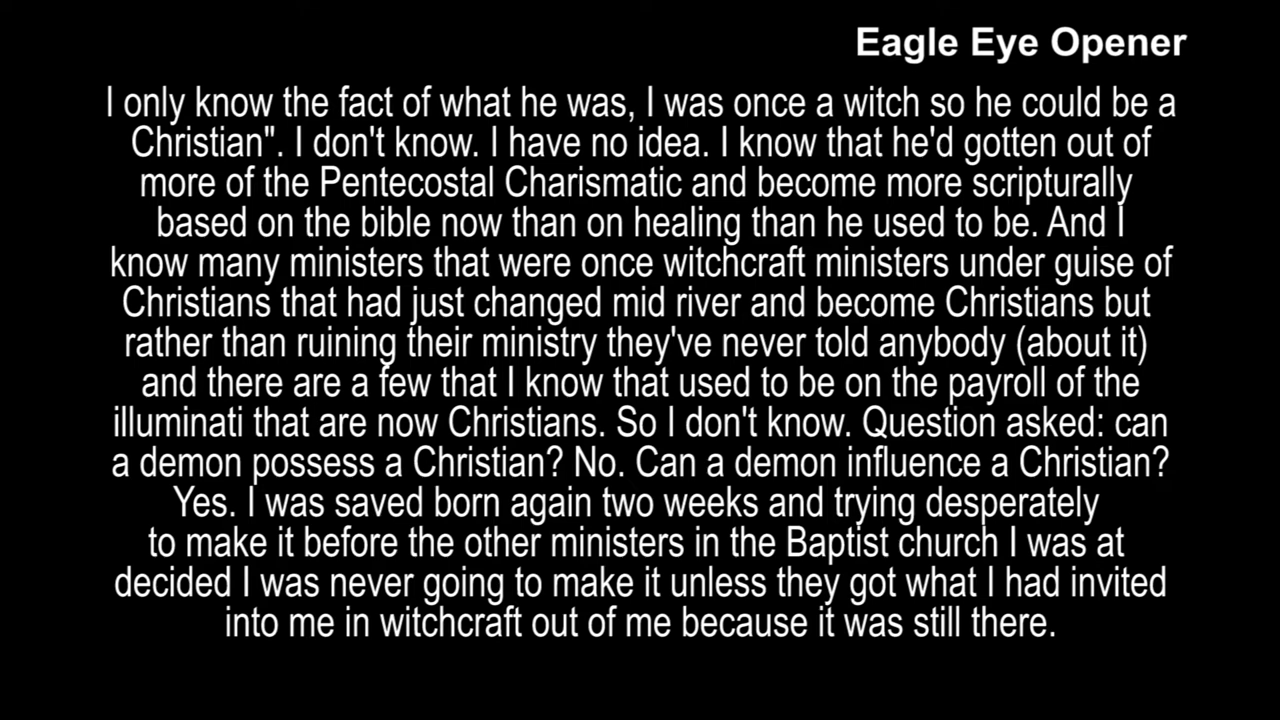 Eagle Eye Opener
I only know the fact of what he was, I was once a witch so he could be a
Christian". I don't know. I have no idea. I know that he'd gotten out of
more of the Pentecostal Charismatic and become more scripturally
based on the bible now than on healing than he used to be. And I
know many ministers that were once witchcraft ministers under guise of
Christians that had just changed mid river and become Christians but
rather than ruining their ministry they've never told anybody (about it)
and there are a few that I know that used to be on the payroll of the
illuminati that are now Christians. So I don't know. Question asked: can
a demon possess a Christian? No. Can a demon influence a Christian?
Yes. I was saved born again two weeks and trying desperately
to make it before the other ministers in the Baptist church I was at
decided I was never going to make it unless they got what I had invited
into me in witchcraft out of me because it was still there.